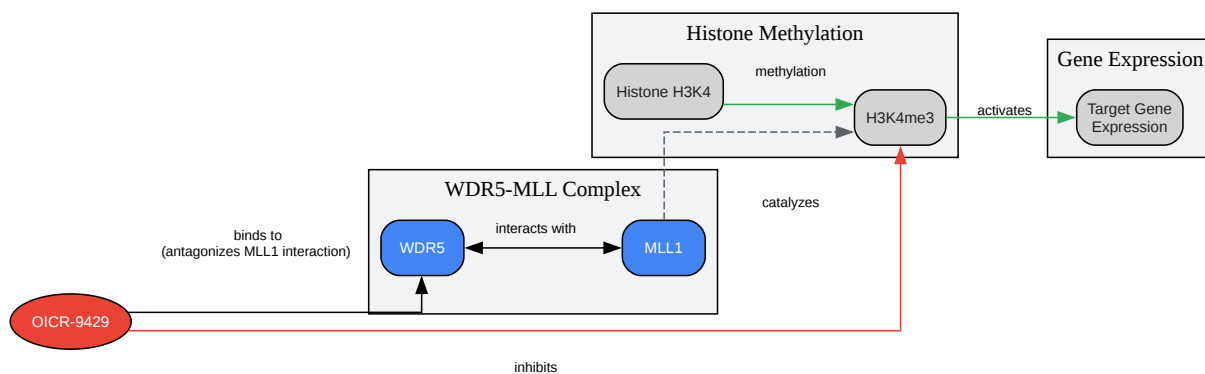 Histone Methylation
Gene Expression
methylation
Histone H3K4
H3K4me3
activates
Target Gene
Expression
WDR5-MLL Complex
catalyzes
binds to
(antagonizes MLL1 interaction)
WDR5
interacts with
MLL1
OICR-9429
inhibits